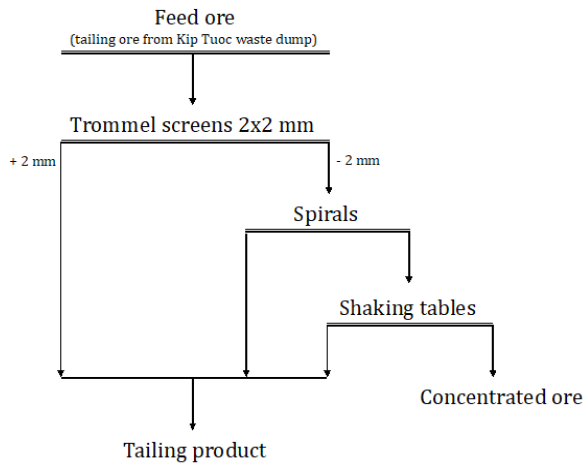 Feed ore
(tailing ore from Kip Tuoc waste dump)
Trommel screens 2x2 mm
+ 2 mm
- 2 mm
Spirals
Shaking tables
Concentrated ore
Tailing product